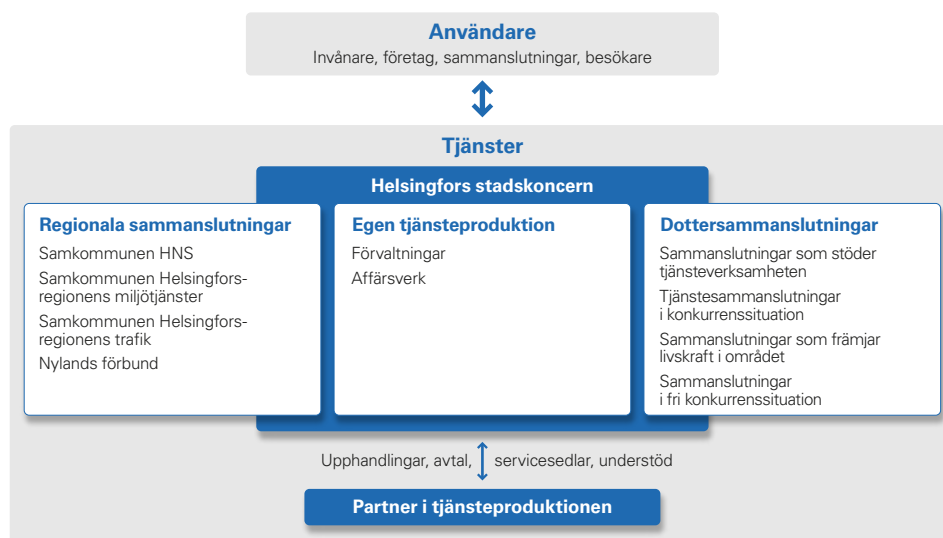 Användare
Invånare, företag, sammanslutningar, besökare
Tjänster
Helsingfors stadskoncern
Regionala sammanslutningar
Samkommunen HNS
Samkommunen Helsingfors-
regionens miljötjänster
Samkommunen Helsingfors-
regionens trafik
Nylands förbund
Egen tjänsteproduktion
Förvaltningar
Affärsverk
Dottersammanslutningar
Sammanslutningar som stöder
tjänsteverksamheten
Tjänstesammanslutningar
i konkurrenssituation
Sammanslutningar som främjar
livskraft i området
Sammanslutningar
i fri konkurrenssituation
Upphandlingar, avtal, servicesedlar, understöd
Partner i tjänsteproduktionen